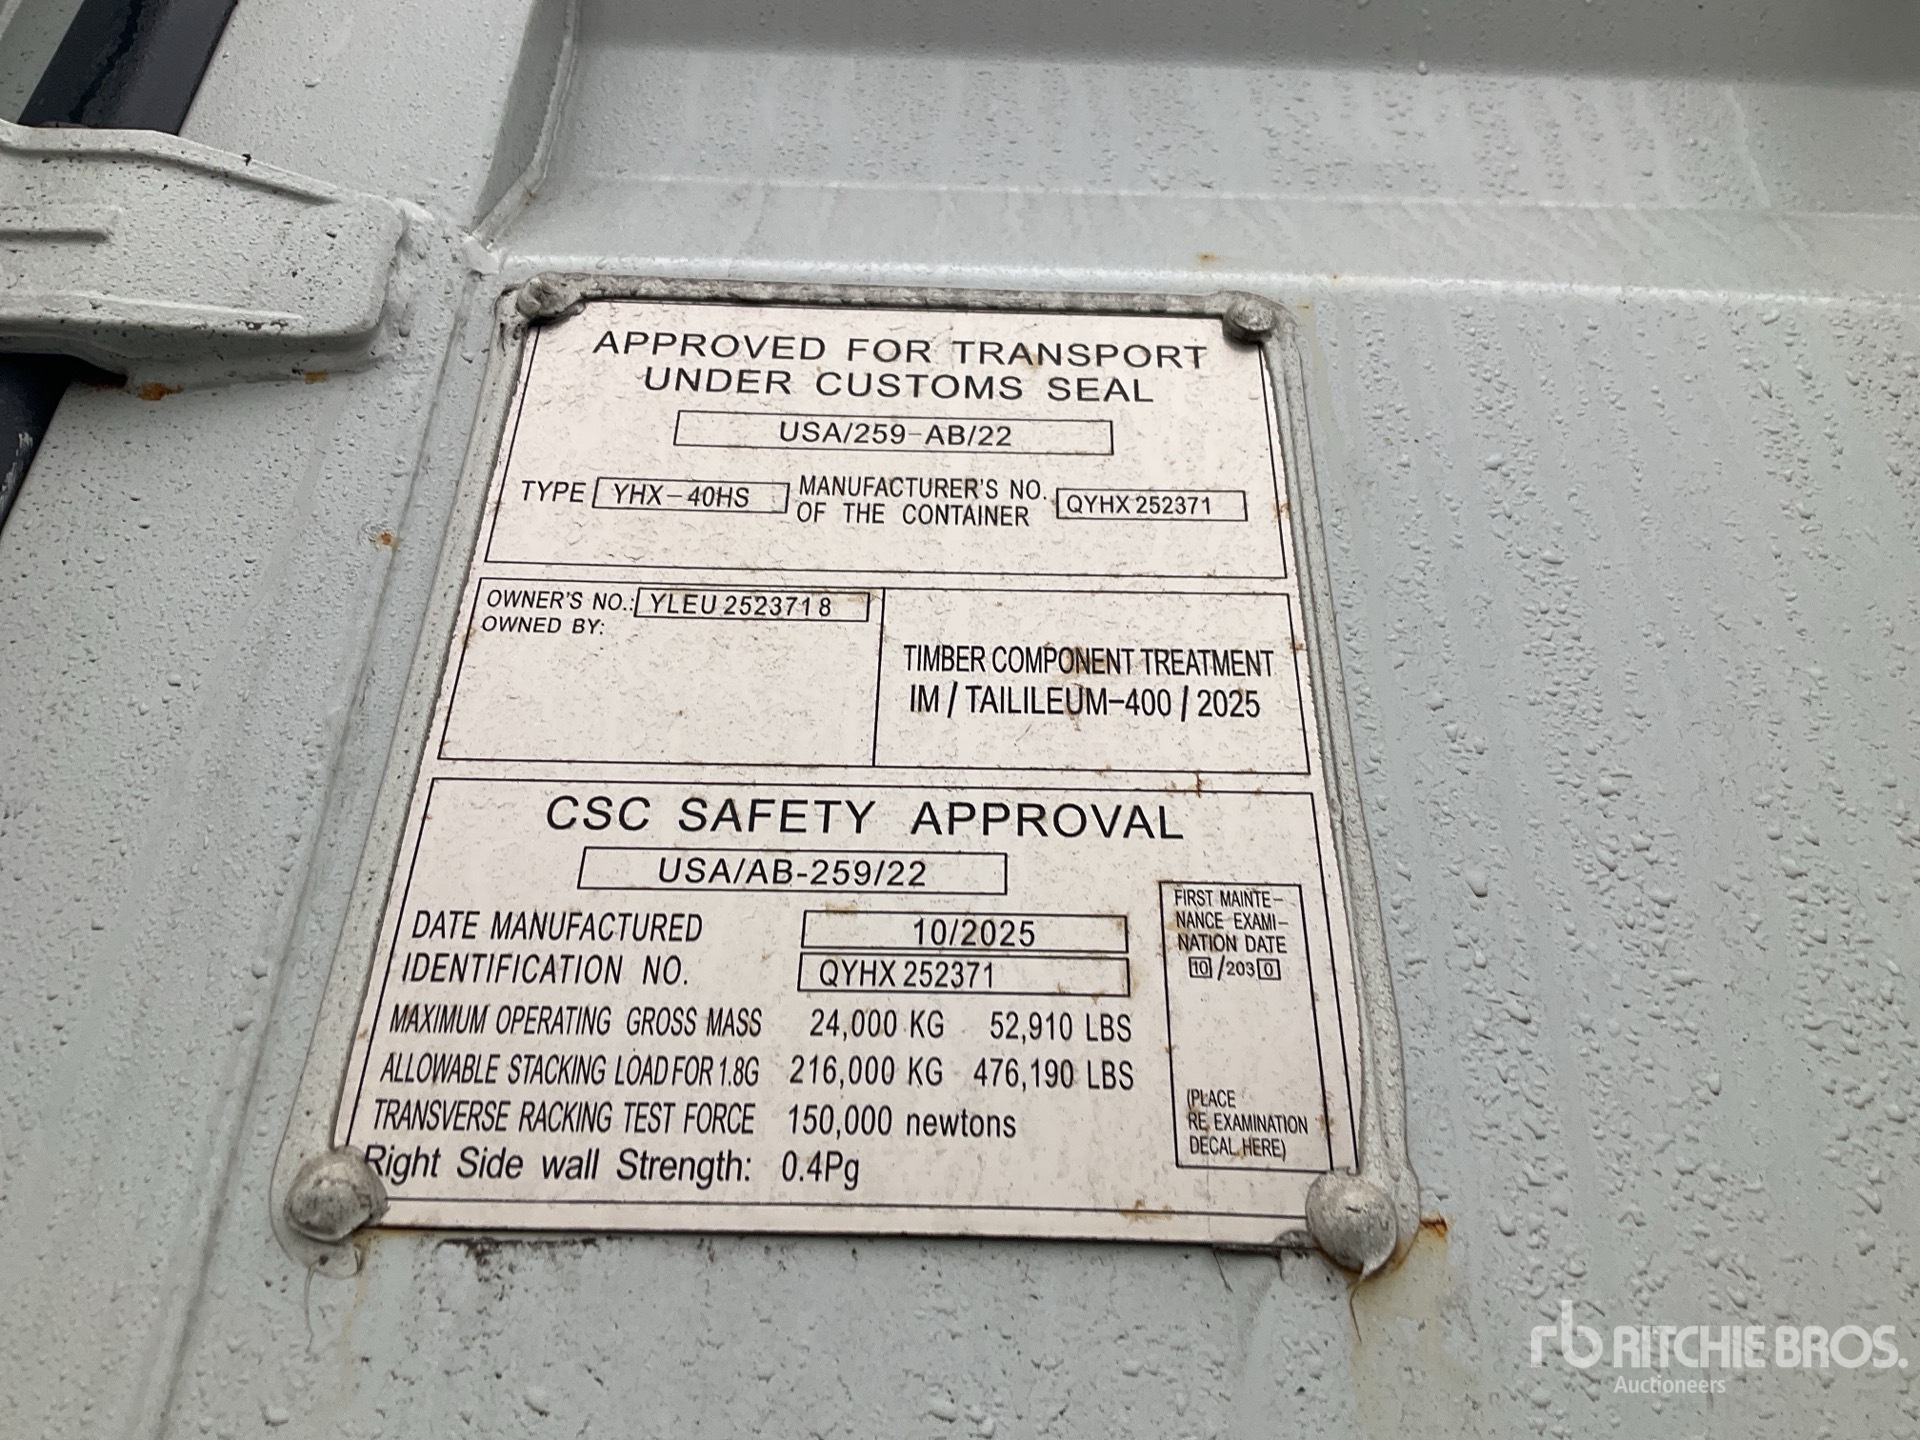 APPROVED FOR TRANSPORT
UNDER CUSTOMS SEAL
USA/259-AB/22
TYPE YHX-40HS MANUFACTURER'S NO. OF THE CONTAINER QYHX 252371
OWNER'S NO.: YLEU 252371 8
OWNED BY:
TIMBER COMPONENT TREATMENT
IM / TAILILEUM-400 / 2025
CSC SAFETY APPROVAL
USA/AB-259/22
DATE MANUFACTURED 10/2025
IDENTIFICATION NO. QYHX 252371
MAXIMUM OPERATING GROSS MASS 24,000 KG 52,910 LBS
ALLOWABLE STACKING LOAD FOR 1.8G 216,000 KG 476,190 LBS
TRANSVERSE RACKING TEST FORCE 150,000 newtons
Right Side wall Strength: 0.4Pg
FIRST MAINTE-
NANCE EXAMI-
NATION DATE
10/2030
(PLACE
RE EXAMINATION
DECAL HERE)
rb RITCHIE BROS.
Auctioneers